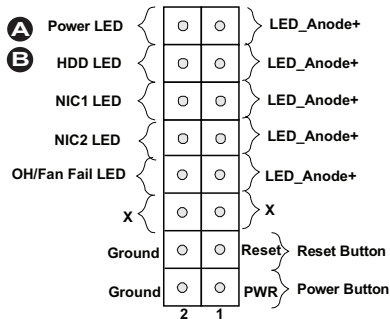 A Power LED LED_Anode+
B HDD LED LED_Anode+
NIC1 LED LED_Anode+
NIC2 LED LED_Anode+
OH/Fan Fail LED LED_Anode+
X X
Ground Reset Reset Button
Ground PWR Power Button
2 1